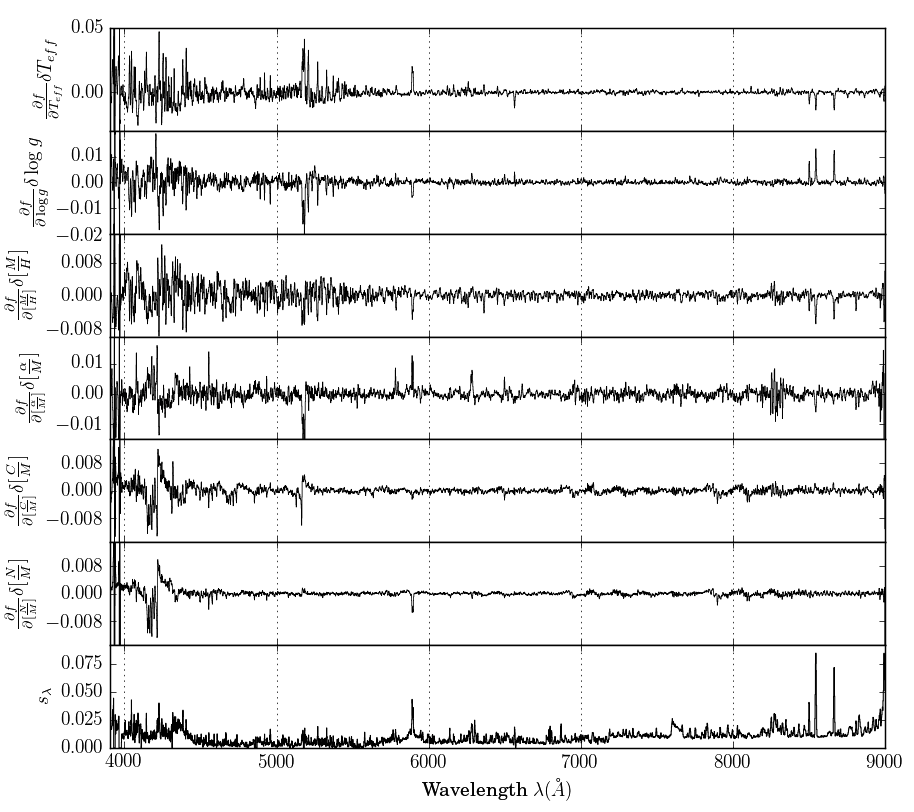 0.05
0.00
∂f/∂T_eff δT_eff
0.01
0.00
−0.01
−0.02
∂f/∂log g δ log g
0.008
0.000
−0.008
∂f/∂[M/H] δ[M/H]
0.01
0.00
−0.01
∂f/∂[α/M] δ[α/M]
0.008
0.000
−0.008
∂f/∂[C/M] δ[C/M]
0.008
0.000
−0.008
∂f/∂[N/M] δ[N/M]
0.075
0.050
0.025
0.000
s_λ
4000 5000 6000 7000 8000 9000
Wavelength λ(Å)